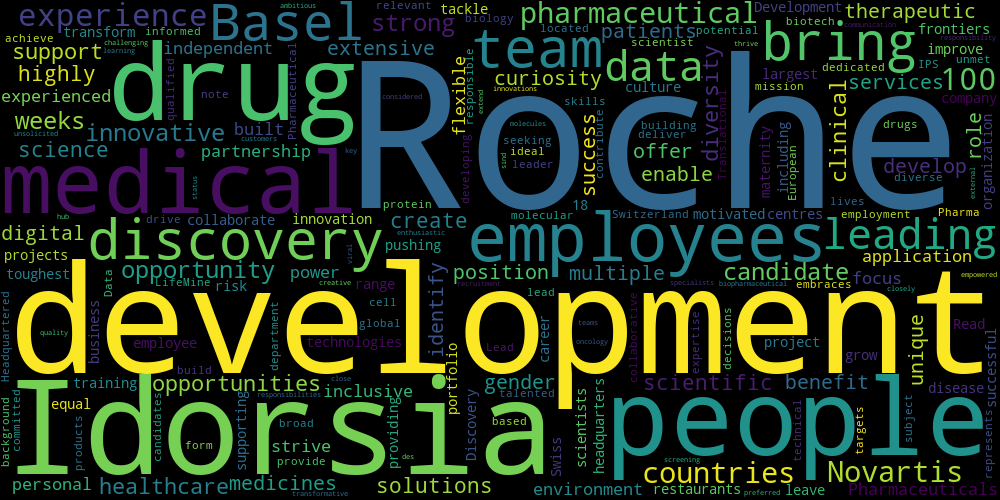 experience
transform
ambitious
relevant
tackle
pharmaceutical
Development
therapeutic
achieve
informed
Basel
strong
biology
located
potential
communication
biotech
frontiers
support
independent
team
patients
bring
challenging
learning
extensive
scientist
improve
highly
drug
Roche
data
diversity
responsible
dedicated
IPS
unmet
thrive
responsibility
qualified
note
Pharmaceutical
curiosity
culture
largest
services
100
experienced
considered
flexible
skills
mission
company
weeks
innovative
built
developing
innovations
extend
building
deliver
contribute
Translational
clinical
drugs
role
organization
unsolicited
customers
molecules
seeking
ideal
leader
success
offer
maternity
including
European
develop
science
partnership
key
enable
diverse
medical
status
sand
protein
18
lives
external
hub
drive
collaborate
innovation
create
molecular
Switzerland
motivated
centres
employment
Pharma
digital
discovery
enthusiastic
pushing
employees
leading
projects
viral
application
toughest
Data
LifeMine
opportunity
risk
power
range
position
multiple
candidate
focus
embraces
empowered
Headquartered
creative
cell
identify
lead
specialists
biopharmaceutical
closely
recruitment
development
business
department
global
career
collaborative
expertise
decisions
project
unique
Read
quality
employee
technologies
Lead
teams
oncology
grow
successful
build
close
portfolio
training
opportunities
inclusive
gender
scientific
benefit
disease
background
committed
equal
candidates
responsibilities
Discovery
talented
scientists
headquarters
technical
targets
subject
represents
Idorsia
supporting
broad
providing
based
people
products
form
strive
des
Swiss
provide
screening
countries
Novartis
personal
healthcare
medicines
solutions
transformative
environment
restaurants
preferred
leave
Pharmaceuticals